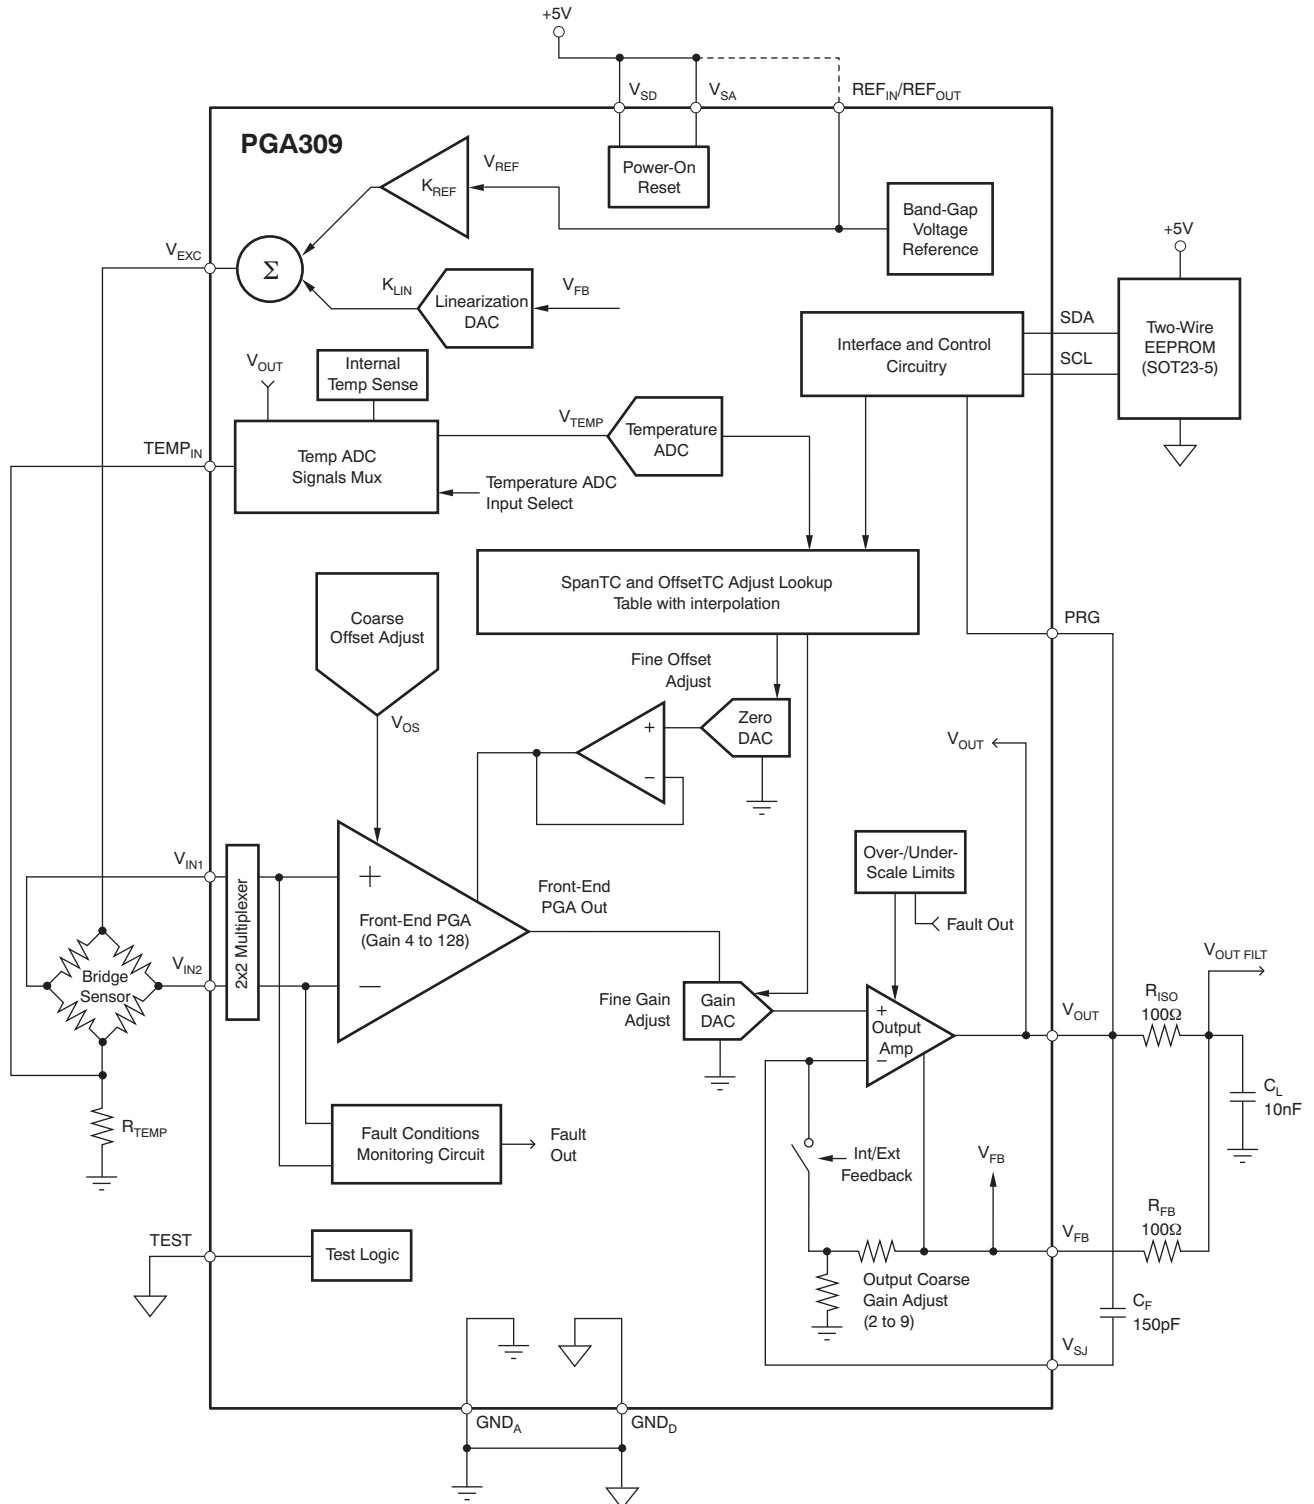 +5V
V_SD
V_SA
REF_IN/REF_OUT
PGA309
V_REF
K_REF
Power-On
Reset
Band-Gap
Voltage
Reference
+5V
V_EXC
Σ
K_LIN
Linearization
DAC
V_FB
SDA
SCL
Two-Wire
EEPROM
(SOT23-5)
Interface and Control
Circuitry
V_OUT
Internal
Temp Sense
V_TEMP
Temperature
ADC
TEMP_IN
Temp ADC
Signals Mux
Temperature ADC
Input Select
SpanTC and OffsetTC Adjust Lookup
Table with interpolation
Coarse
Offset Adjust
PRG
Fine Offset
Adjust
V_OS
+
−
Zero
DAC
V_OUT
Over-/Under-
Scale Limits
Fault Out
V_IN1
2x2 Multiplexer
+
Front-End PGA
(Gain 4 to 128)
−
Front-End
PGA Out
V_IN2
Bridge
Sensor
Fine Gain
Adjust
Gain
DAC
+
Output
Amp
−
V_OUT
R_ISO
100Ω
V_OUT FILT
C_L
10nF
R_TEMP
Fault Conditions
Monitoring Circuit
Fault
Out
Int/Ext
Feedback
V_FB
V_FB
R_FB
100Ω
TEST
Test Logic
Output Coarse
Gain Adjust
(2 to 9)
C_F
150pF
V_SJ
GND_A
GND_D